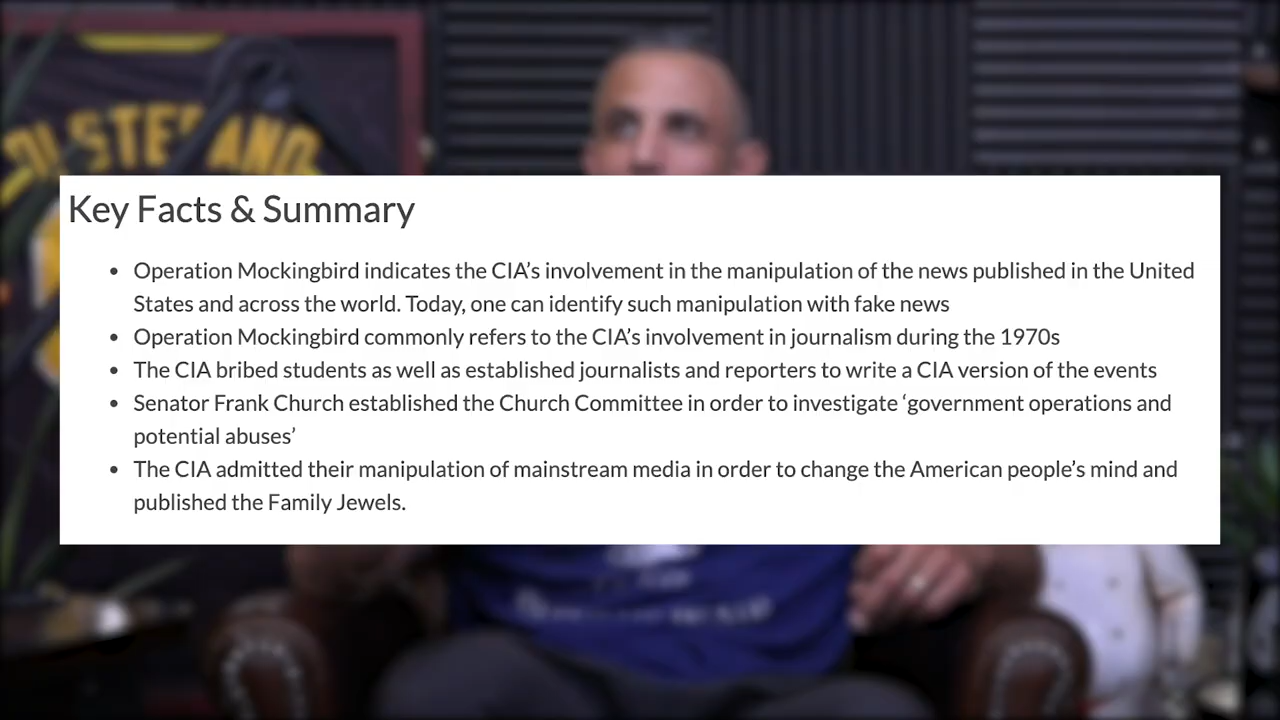 DI STEFANO
Key Facts & Summary
• Operation Mockingbird indicates the CIA’s involvement in the manipulation of the news published in the United
States and across the world. Today, one can identify such manipulation with fake news
• Operation Mockingbird commonly refers to the CIA’s involvement in journalism during the 1970s
• The CIA bribed students as well as established journalists and reporters to write a CIA version of the events
• Senator Frank Church established the Church Committee in order to investigate ‘government operations and
potential abuses’
• The CIA admitted their manipulation of mainstream media in order to change the American people’s mind and
published the Family Jewels.